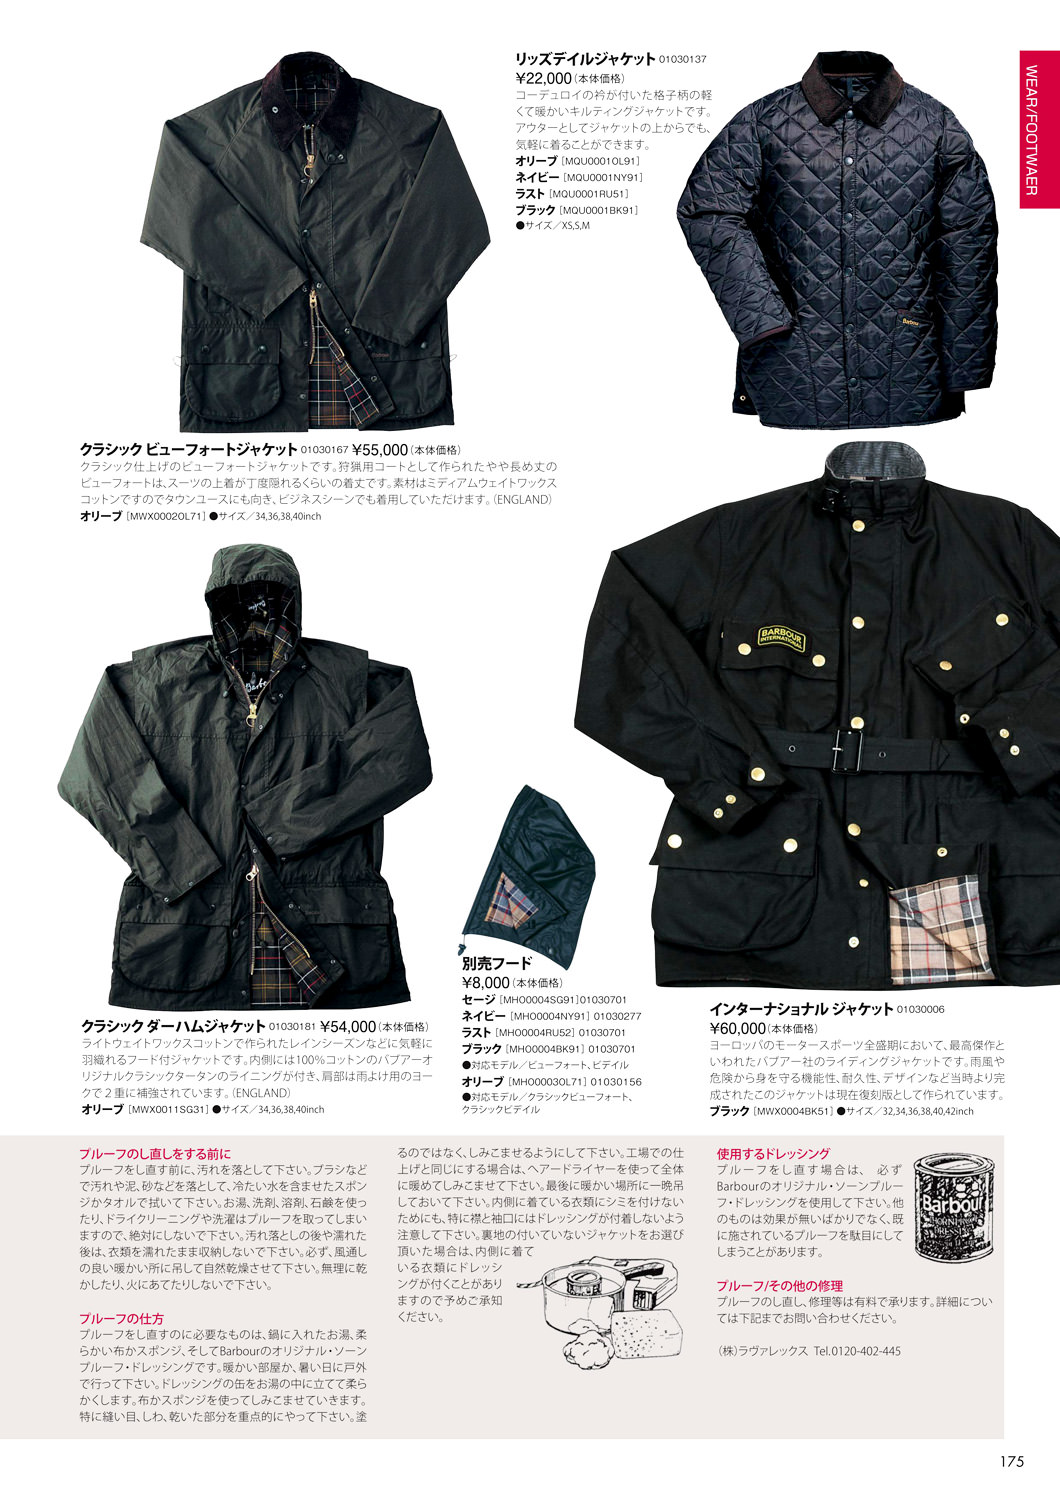 WEAR/FOOTWAER
リッズデイルジャケット 01030137
¥22,000(本体価格)
コーデュロイの衿が付いた格子柄の軽
くて暖かいキルティングジャケットです。
アウターとしてジャケットの上からでも、
気軽に着ることができます。
オリーブ [MQU0001OL91]
ネイビー [MQU0001NY91]
ラスト [MQU0001RU51]
ブラック [MQU0001BK91]
●サイズ/XS,S,M
クラシック ビューフォートジャケット 01030167 ¥55,000(本体価格)
クラシック仕上げのビューフォートジャケットです。狩猟用コートとして作られたやや長め丈の
ビューフォートは、スーツの上着が丁度隠れるくらいの着丈です。素材はミディアムウェイトワックス
コットンですのでタウンユースにも向き、ビジネスシーンでも着用していただけます。(ENGLAND)
オリーブ [MWX0002OL71] ●サイズ/34,36,38,40inch
BARBOUR
INTERNATIONAL
Barbour
クラシック ダーハムジャケット 01030181 ¥54,000(本体価格)
ライトウェイトワックスコットンで作られたレインシーズンなどに気軽に
羽織れるフード付ジャケットです。内側には100%コットンのバブアーオ
リジナルクラシックタータンのライニングが付き、肩部は雨よけ用のヨー
クで2重に補強されています。(ENGLAND)
オリーブ [MWX0011SG31] ●サイズ/34,36,38,40inch
別売フード
¥8,000(本体価格)
セージ [MHO0004SG91]01030701
ネイビー [MHO0004NY91] 01030277
ラスト [MHO0004RU52] 01030701
ブラック [MHO0004BK91] 01030701
●対応モデル/ビューフォート、ビデイル
オリーブ [MHO00030L71] 01030156
●対応モデル/クラシックビューフォート、
クラシックビデイル
インターナショナル ジャケット 01030006
¥60,000(本体価格)
ヨーロッパのモータースポーツ全盛期において、最高傑作と
いわれたバブアー社のライディングジャケットです。雨風や
危険から身を守る機能性、耐久性、デザインなど当時より完
成されたこのジャケットは現在復刻版として作られています。
ブラック [MWX0004BK51] ●サイズ/32,34,36,38,40,42inch
プルーフのし直しをする前に
プルーフをし直す前に、汚れを落として下さい。ブラシなど
で汚れや泥、砂などを落として、冷たい水を含ませたスポン
ジかタオルで拭いて下さい。お湯、洗剤、溶剤、石鹸を使っ
たり、ドライクリーニングや洗濯はプルーフを取ってしまい
ますので、絶対にしないで下さい。汚れ落としの後や濡れた
後は、衣類を濡れたまま収納しないで下さい。必ず、風通し
の良い暖かい所に吊して自然乾燥させて下さい。無理に乾
かしたり、火にあてたりしないで下さい。
プルーフの仕方
プルーフをし直すのに必要なものは、鍋に入れたお湯、柔
らかい布かスポンジ、そしてBarbourのオリジナル・ソーン
プルーフ・ドレッシングです。暖かい部屋か、暑い日に戸外
で行って下さい。ドレッシングの缶をお湯の中に立てて柔ら
かくします。布かスポンジを使ってしみこませていきます。
特に縫い目、しわ、乾いた部分を重点的にやって下さい。塗
るのではなく、しみこませるようにして下さい。工場での仕
上げと同じにする場合は、ヘアードライヤーを使って全体
に暖めてしみこませて下さい。最後に暖かい場所に一晩吊
しておいて下さい。内側に着ている衣類にシミを付けない
ためにも、特に襟と袖口にはドレッシングが付着しないよう
注意して下さい。裏地の付いていないジャケットをお選び
頂いた場合は、内側に着て
いる衣類にドレッシ
ングが付くことがあり
ますので予めご承知
ください。
使用するドレッシング
プルーフをし直す場合は、 必ず
Barbourのオリジナル・ソーンプルー
フ・ドレッシングを使用して下さい。他
のものは効果が無いばかりでなく、既
に施されているプルーフを駄目にして
しまうことがあります。
Barbour
プルーフ/その他の修理
プルーフのし直し、修理等は有料で承ります。詳細につい
ては下記までお問い合わせください。
(株)ラヴァレックス Tel.0120-402-445
175